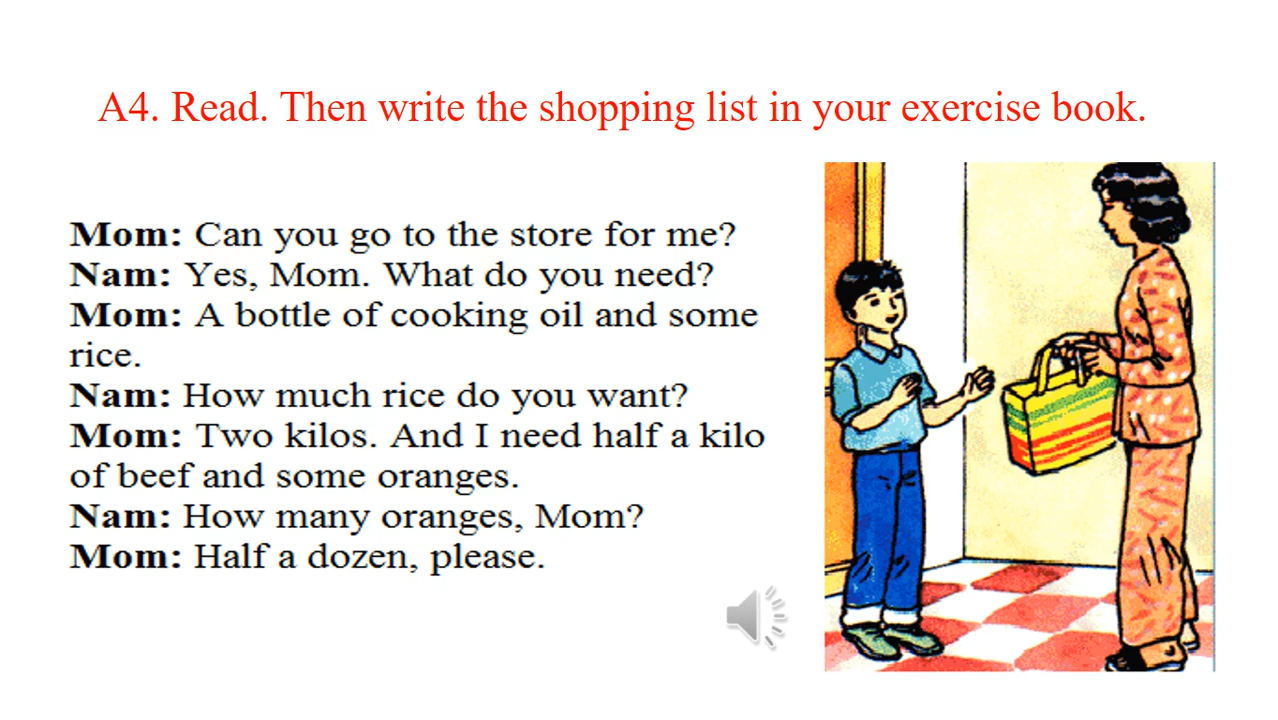 A4. Read. Then write the shopping list in your exercise book.
Mom: Can you go to the store for me?
Nam: Yes, Mom. What do you need?
Mom: A bottle of cooking oil and some
rice.
Nam: How much rice do you want?
Mom: Two kilos. And I need half a kilo
of beef and some oranges.
Nam: How many oranges, Mom?
Mom: Half a dozen, please.